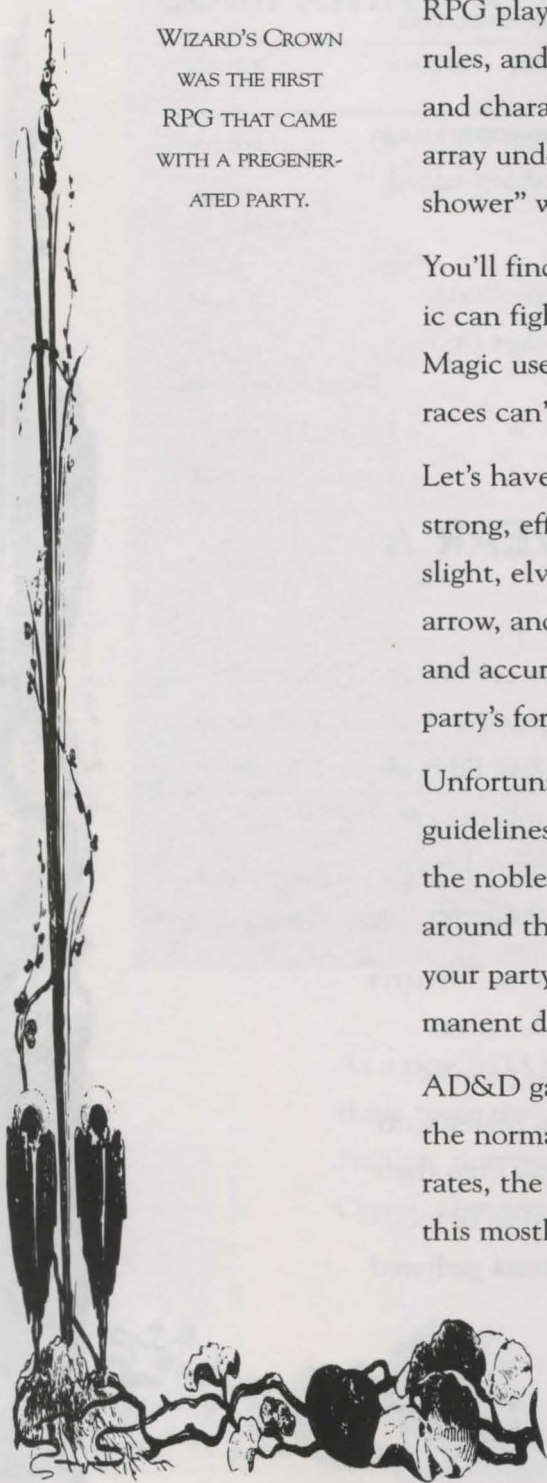 WIZARD'S CROWN
WAS THE FIRST
RPG THAT CAME
WITH A PREGENER-
ATED PARTY.
RPG play
rules, and
and chara
array unde
shower" w
You'll find
ic can figh
Magic use
races can'
Let's have
strong, eff
slight, elv
arrow, and
and accur
party's for
Unfortuna
guidelines
the noble
around th
your party
manent d
AD&D ga
the norma
rates, the
this mostl